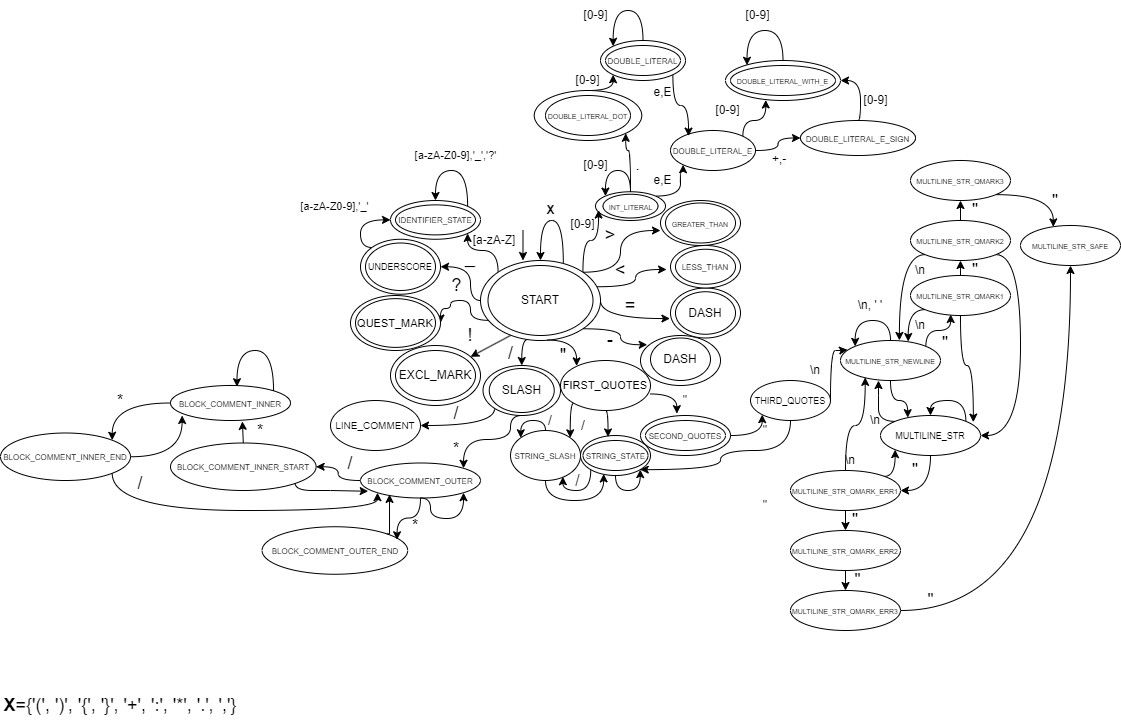 [0-9]
[0-9]
DOUBLE_LITERAL
[0-9]
e,E
DOUBLE_LITERAL_WITH_E
[0-9]
[0-9]
DOUBLE_LITERAL_DOT
DOUBLE_LITERAL_E
DOUBLE_LITERAL_E_SIGN
+,-
[a-zA-Z0-9],'_','?'
[0-9]
.
e,E
MULTILINE_STR_QMARK3
"
[a-zA-Z0-9],'_'
IDENTIFIER_STATE
X
[0-9]
INT_LITERAL
"
GREATER_THAN
>
[a-zA-Z]
MULTILINE_STR_QMARK2
MULTILINE_STR_SAFE
UNDERSCORE
_
<
LESS_THAN
\n
"
?
START
MULTILINE_STR_QMARK1
=
DASH
\n, ' '
QUEST_MARK
\n
!
-
"
/
"
DASH
MULTILINE_STR_NEWLINE
EXCL_MARK
\n
SLASH
FIRST_QUOTES
*
BLOCK_COMMENT_INNER
"
THIRD_QUOTES
/
LINE_COMMENT
/
/
\n
*
"
SECOND_QUOTES
MULTILINE_STR
*
BLOCK_COMMENT_INNER_END
BLOCK_COMMENT_INNER_START
/
STRING_SLASH
STRING_STATE
\n
"
/
BLOCK_COMMENT_OUTER
/
MULTILINE_STR_QMARK_ERR1
"
*
"
BLOCK_COMMENT_OUTER_END
MULTILINE_STR_QMARK_ERR2
"
"
MULTILINE_STR_QMARK_ERR3
X={'(', ')', '{', '}', '+', ':', '*', '.', ','}